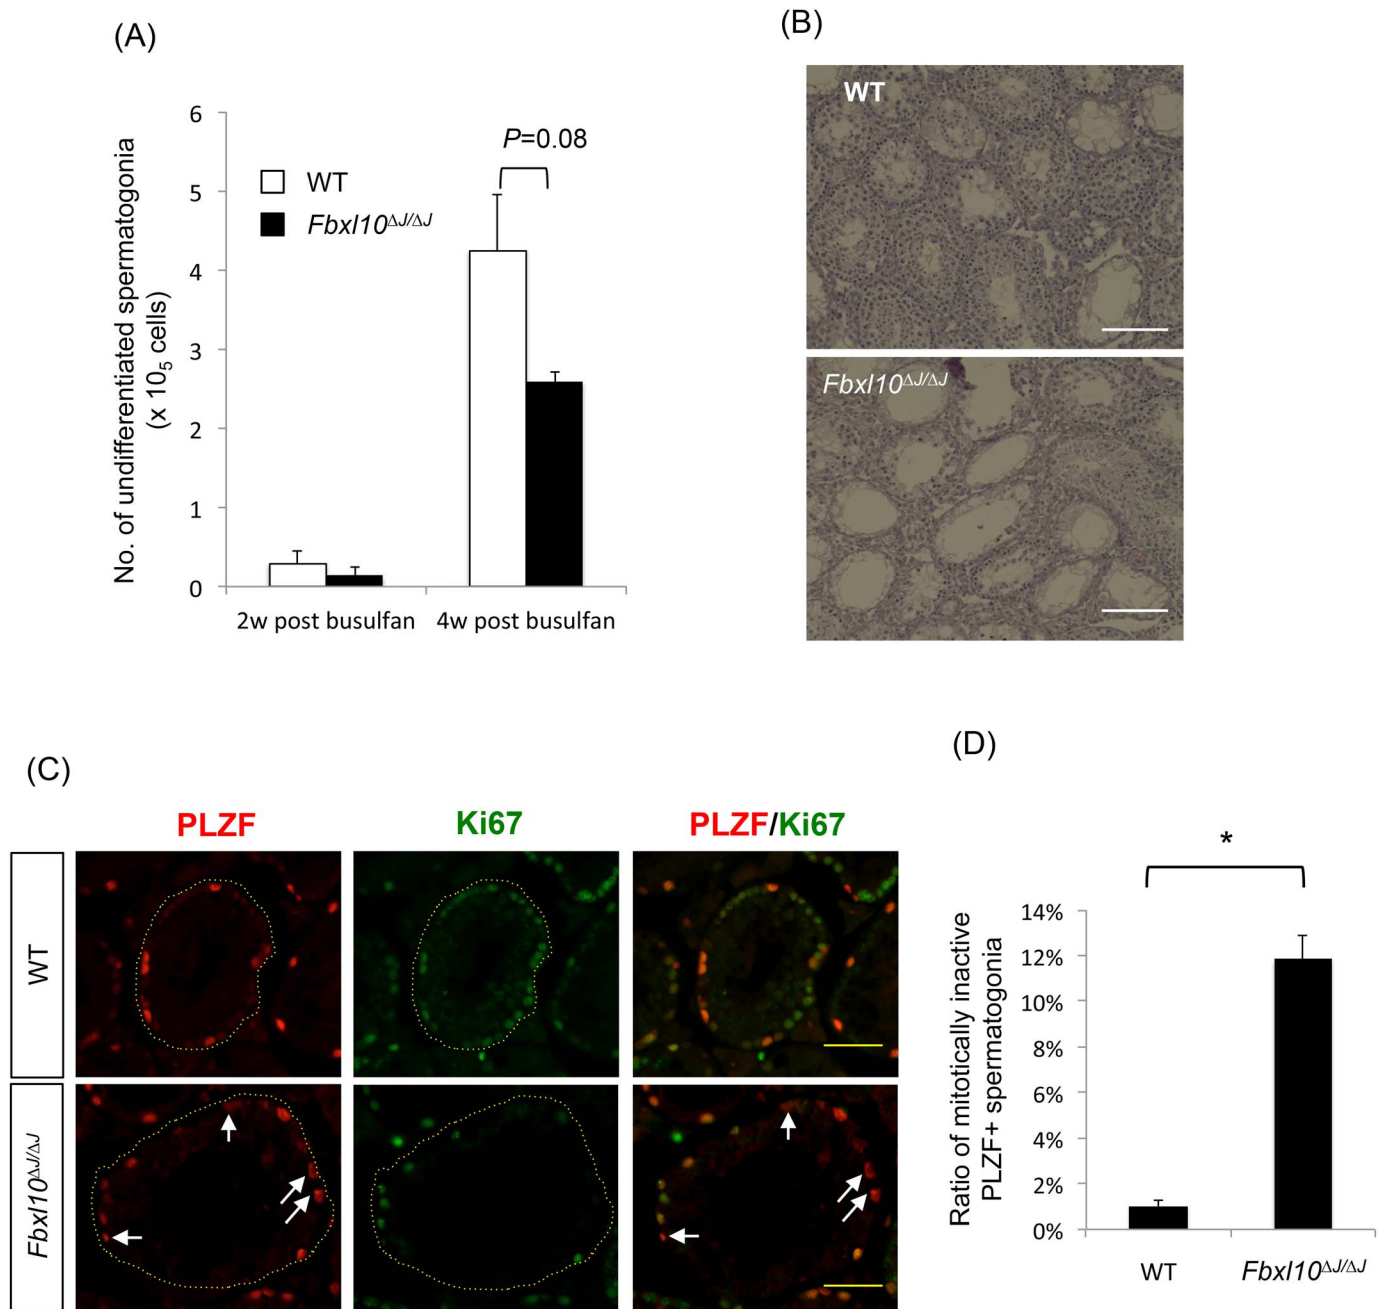 (A)
No. of undifferentiated spermatogonia
(x 10₅ cells)
6
5
4
3
2
1
0
WT
Fbxl10ΔJ/ΔJ
P=0.08
2w post busulfan
4w post busulfan
(B)
WT
Fbxl10ΔJ/ΔJ
(C)
PLZF
Ki67
PLZF/Ki67
WT
Fbxl10ΔJ/ΔJ
(D)
Ratio of mitotically inactive
PLZF+ spermatogonia
*
14%
12%
10%
8%
6%
4%
2%
0%
WT
Fbxl10ΔJ/ΔJ